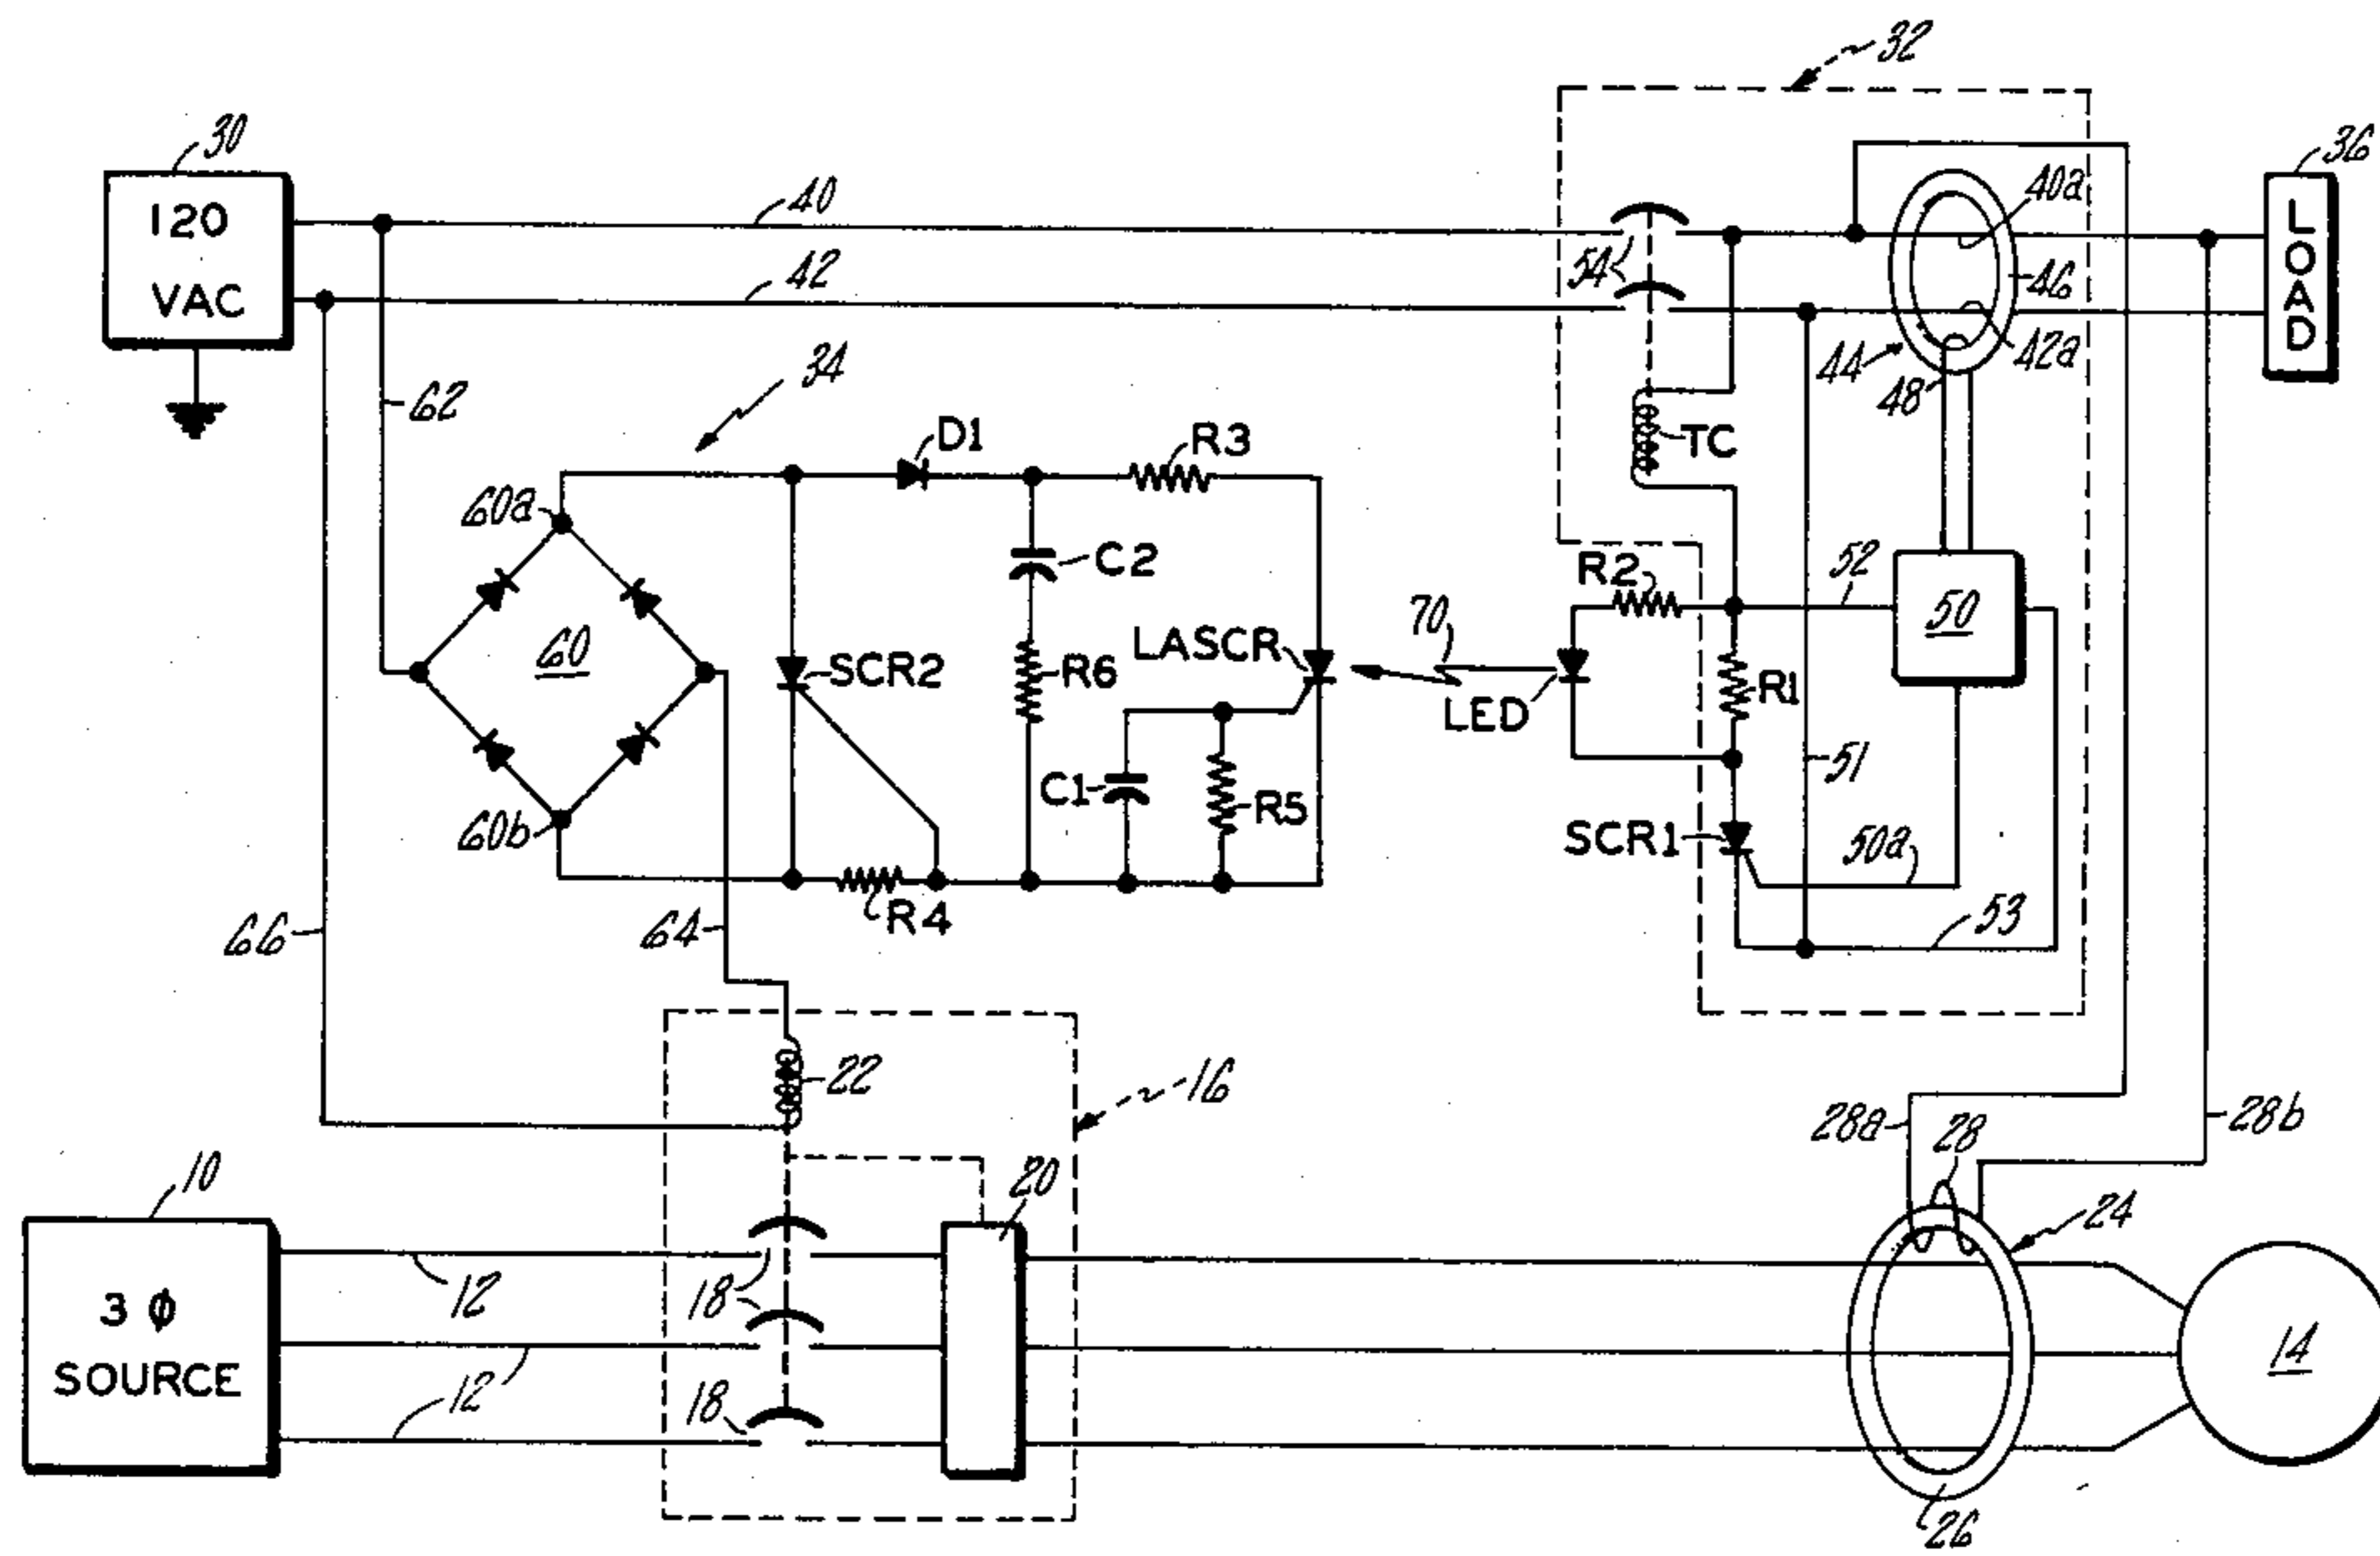 32
30
36
120
VAC
40
40a
LOAD
54
46
42
44
42a
48
34
62
D1
R3
TC
60a
C2
R2
52
50
60
LASCR
70
SCR2
R6
R1
LED
51
C1
R5
60b
SCR1
50a
R4
66
64
53
22
16
28a
28
28b
10
20
24
12
18
3 ϕ
SOURCE
14
12
18
26